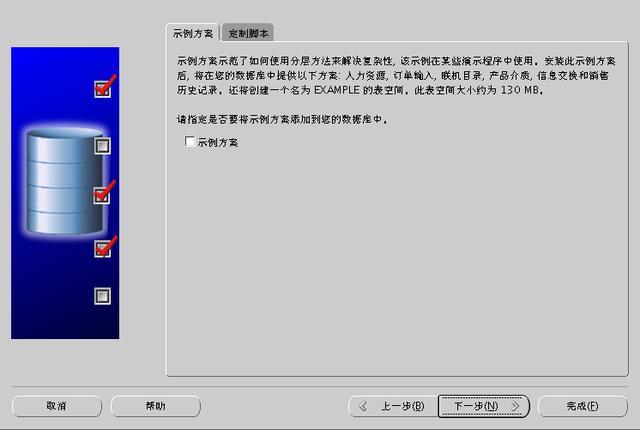 示例方案 定制脚本
示例方案示范了如何使用分层方法来解决复杂性, 该示例在某些演示程序中使用。安装此示例方案
后, 将在您的数据库中提供以下方案: 人力资源, 订单输入, 联机目录, 产品介质, 信息交换和销售
历史记录。还将创建一个名为 EXAMPLE 的表空间。此表空间大小约为 130 MB。
请指定是否要将示例方案添加到您的数据库中。
示例方案
取消 帮助 上一步(B) 下一步(N) 完成(F)